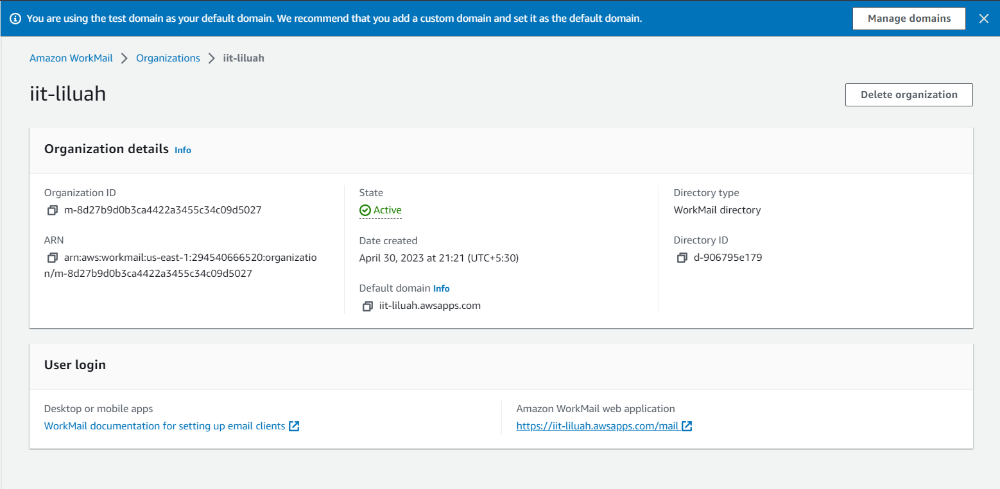 You are using the test domain as your default domain. We recommend that you add a custom domain and set it as the default domain.
Manage domains
Amazon WorkMail > Organizations > iit-liluah
iit-liluah
Delete organization
Organization details Info
Organization ID
m-8d27b9d0b3ca4422a3455c34c09d5027
ARN
arn:aws:workmail:us-east-1:294540666520:organizatio
n/m-8d27b9d0b3ca4422a3455c34c09d5027
State
Active
Date created
April 30, 2023 at 21:21 (UTC+5:30)
Default domain Info
iit-liluah.awsapps.com
Directory type
WorkMail directory
Directory ID
d-906795e179
User login
Desktop or mobile apps
WorkMail documentation for setting up email clients
Amazon WorkMail web application
https://iit-liluah.awsapps.com/mail